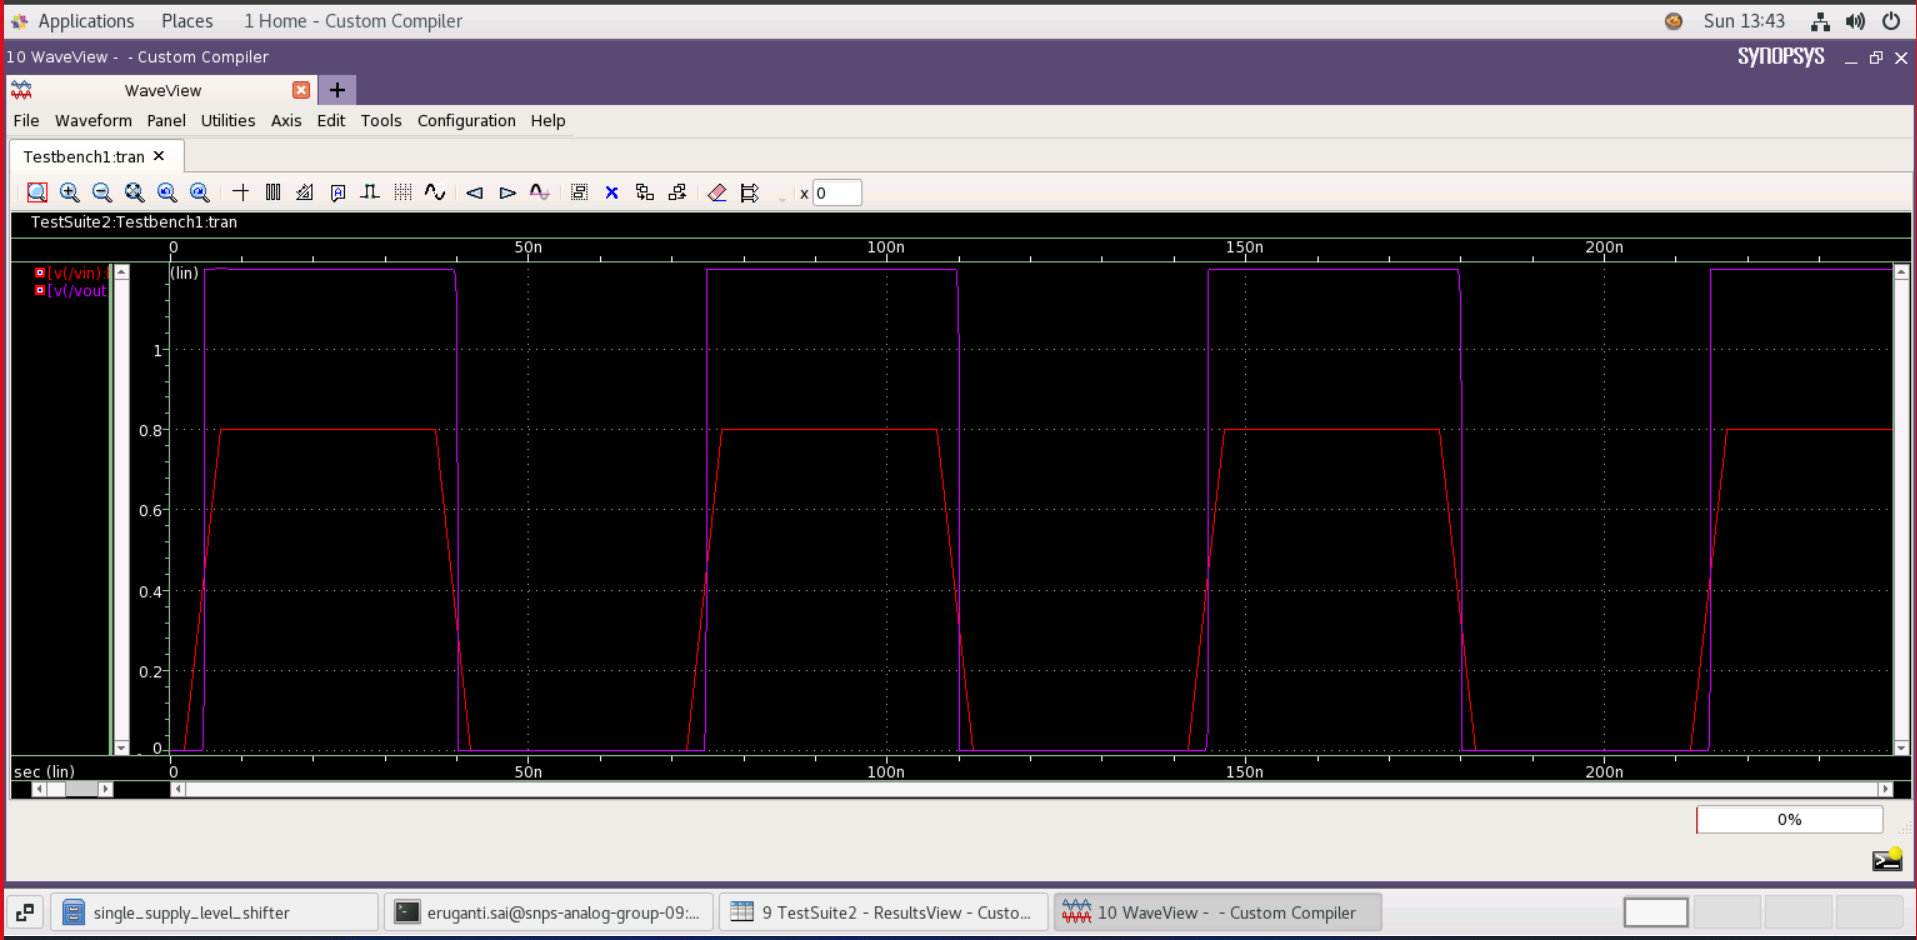 Applications Places 1 Home - Custom Compiler Sun 13:43
10 WaveView - - Custom Compiler SYNOPSYS
WaveView
File Waveform Panel Utilities Axis Edit Tools Configuration Help
Testbench1:tran
x 0
TestSuite2:Testbench1:tran
0 50n 100n 150n 200n
[v(/vin): (lin)
[v(/vout
1
0.8
0.6
0.4
0.2
0
sec (lin) 0 50n 100n 150n 200n
0%
single_supply_level_shifter eruganti.sai@snps-analog-group-09:... 9 TestSuite2 - ResultsView - Custo... 10 WaveView - - Custom Compiler